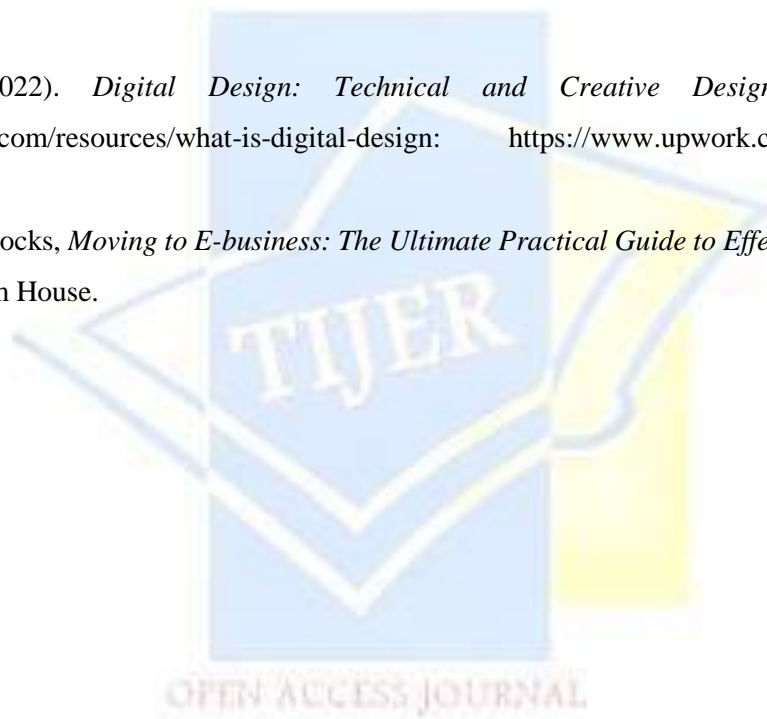 022). Digital Design: Technical and Creative Design
com/resources/what-is-digital-design: https://www.upwork.c
ocks, Moving to E-business: The Ultimate Practical Guide to Effe
n House.
TIJER
OPEN ACCESS JOURNAL